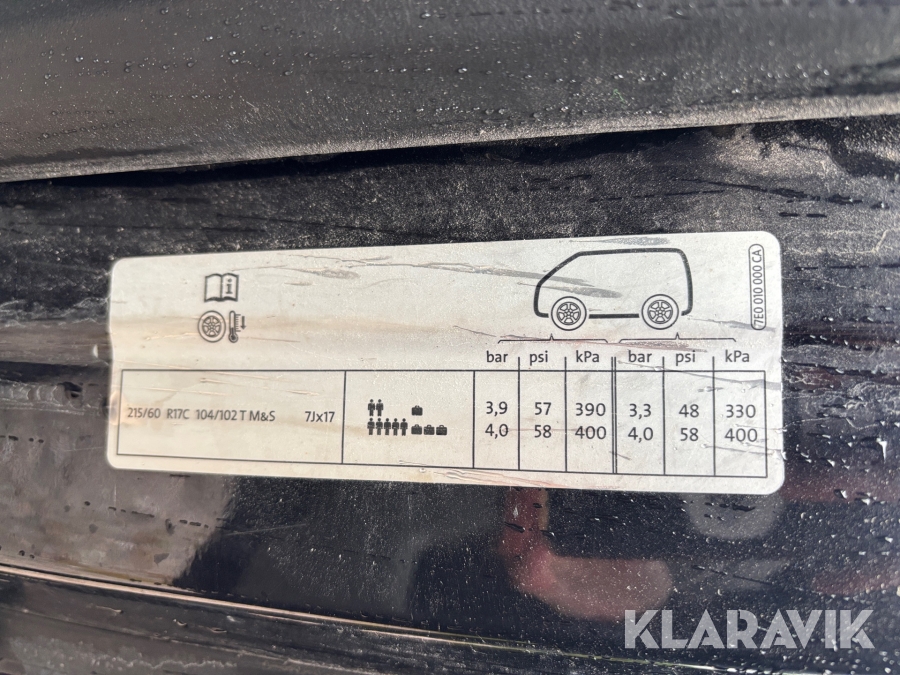 7E0 010 000 CA
bar psi kPa bar psi kPa
215/60 R17C 104/102 T M&S 7Jx17
3,9 57 390 3,3 48 330
4,0 58 400 4,0 58 400
KLARAVIK